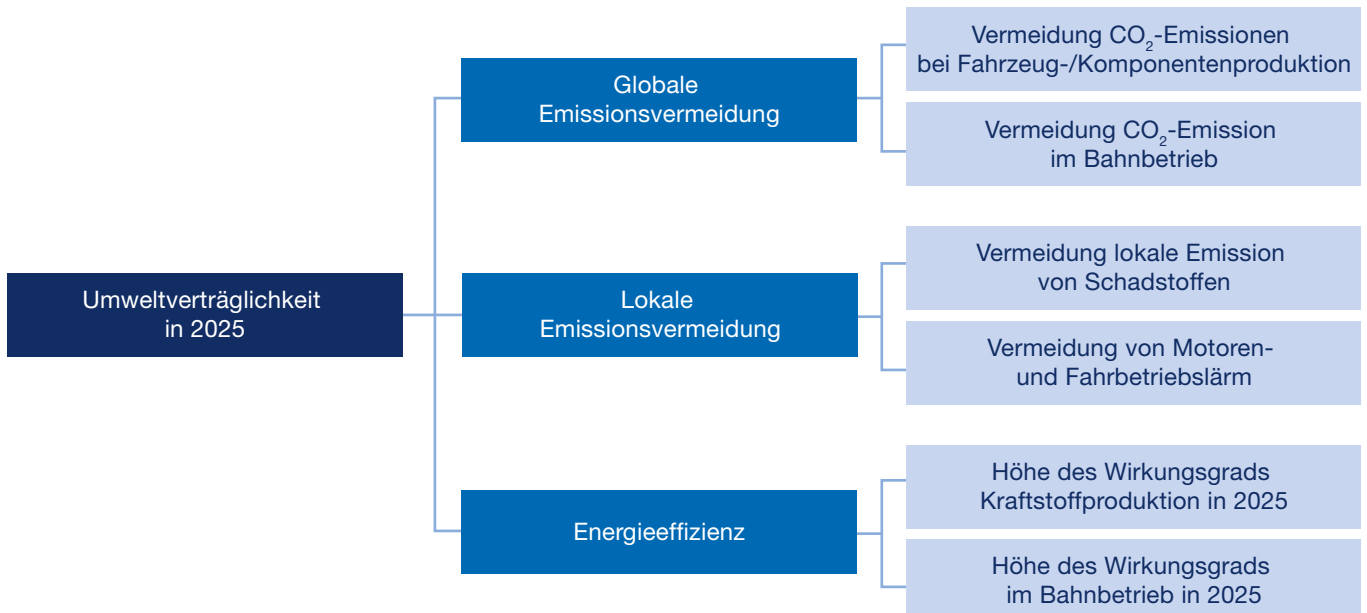 Umweltverträglichkeit
in 2025
Globale
Emissionsvermeidung
Vermeidung CO₂-Emissionen
bei Fahrzeug-/Komponentenproduktion
Vermeidung CO₂-Emission
im Bahnbetrieb
Lokale
Emissionsvermeidung
Vermeidung lokale Emission
von Schadstoffen
Vermeidung von Motoren-
und Fahrbetriebslärm
Energieeffizienz
Höhe des Wirkungsgrads
Kraftstoffproduktion in 2025
Höhe des Wirkungsgrads
im Bahnbetrieb in 2025